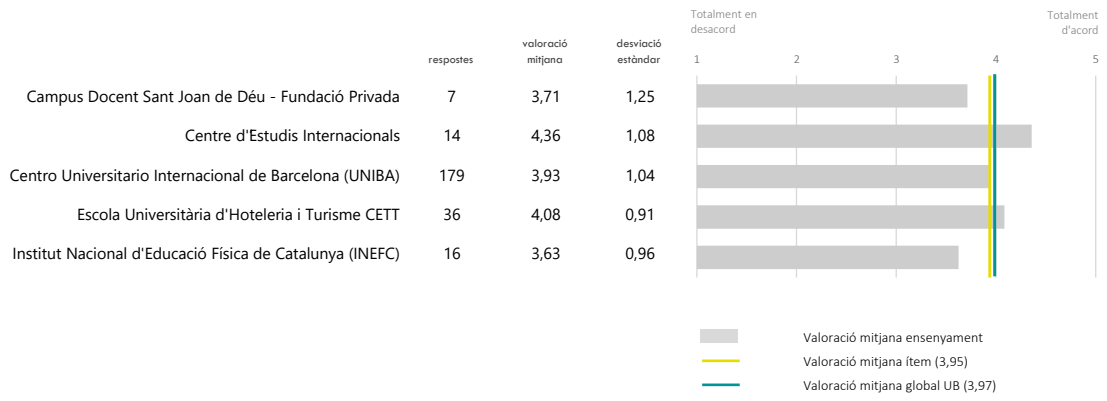 Totalment en desacord
Totalment d'acord
respostes
valoració mitjana
desviació estàndar
1 2 3 4 5
Campus Docent Sant Joan de Déu - Fundació Privada 7 3,71 1,25
Centre d'Estudis Internacionals 14 4,36 1,08
Centro Universitario Internacional de Barcelona (UNIBA) 179 3,93 1,04
Escola Universitària d'Hoteleria i Turisme CETT 36 4,08 0,91
Institut Nacional d'Educació Física de Catalunya (INEFC) 16 3,63 0,96
Valoració mitjana ensenyament
Valoració mitjana ítem (3,95)
Valoració mitjana global UB (3,97)